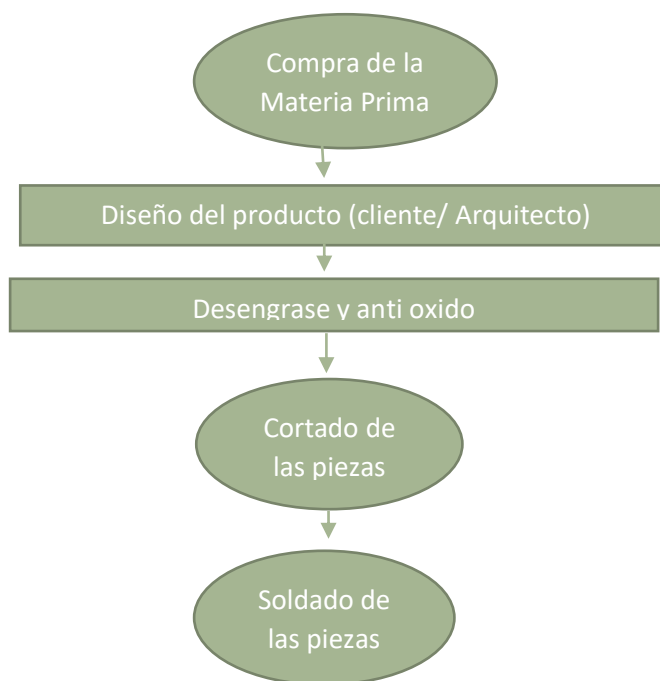 Compra de la
Materia Prima
Diseño del producto (cliente/ Arquitecto)
Desengrase y anti oxido
Cortado de
las piezas
Soldado de
las piezas